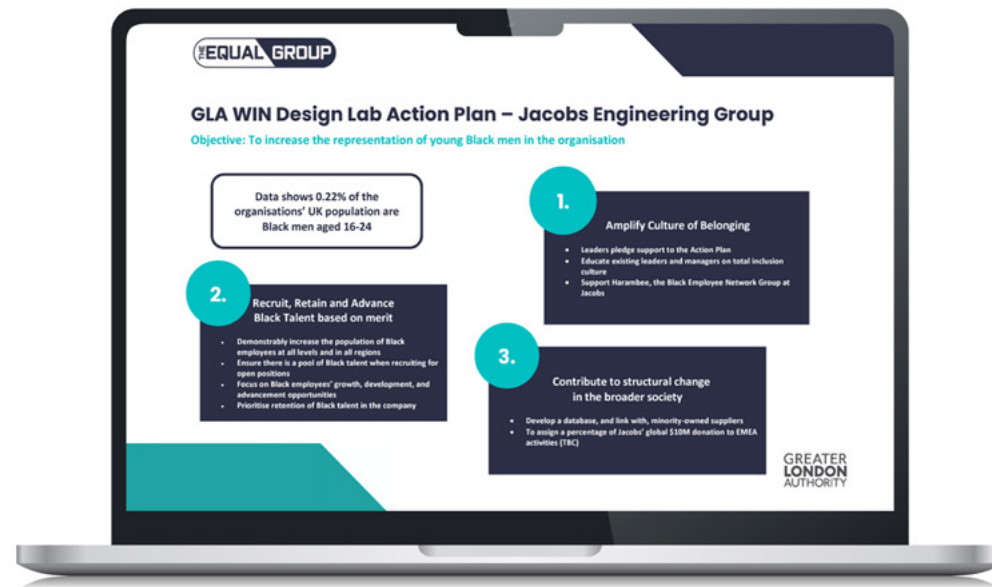 THE EQUAL GROUP
GLA WIN Design Lab Action Plan – Jacobs Engineering Group
Objective: To increase the representation of young Black men in the organisation
Data shows 0.22% of the
organisations' UK population are
Black men aged 16-24
1.
Amplify Culture of Belonging
• Leaders pledge support to the Action Plan
• Educate existing leaders and managers on total inclusion
culture
• Support Harambee, the Black Employee Network Group at
Jacobs
2.
Recruit, Retain and Advance
Black Talent based on merit
• Demonstrably increase the population of Black
employees at all levels and in all regions
• Ensure there is a pool of Black talent when recruiting for
open positions
• Focus on Black employees' growth, development, and
advancement opportunities
• Prioritise retention of Black talent in the company
3.
Contribute to structural change
in the broader society
• Develop a database, and link with, minority-owned suppliers
• To assign a percentage of Jacobs' global $10M donation to EMEA
activities (TBC)
GREATER
LONDON
AUTHORITY